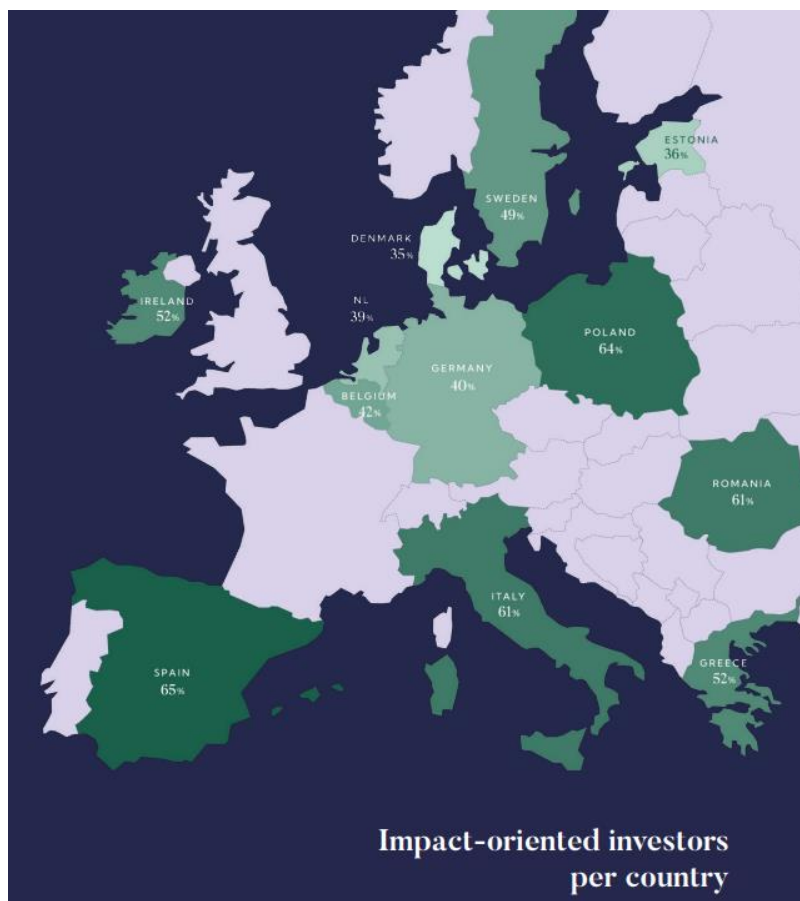 ESTONIA
36%
SWEDEN
49%
DENMARK
35%
IRELAND
52%
NL
39%
POLAND
64%
GERMANY
40%
BELGIUM
42%
ROMANIA
61%
ITALY
61%
SPAIN
65%
GREECE
52%
Impact-oriented investors
per country